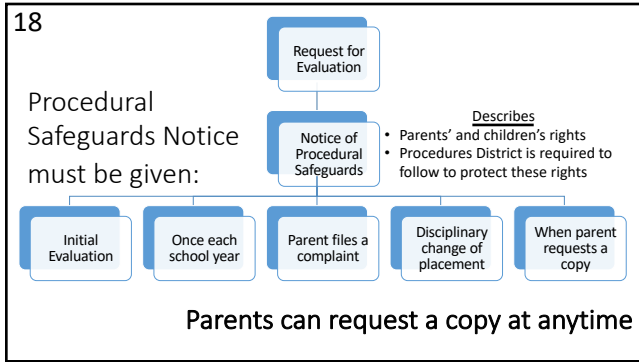 18
Request for
Evaluation
Procedural
Safeguards Notice
must be given:
Notice of
Procedural
Safeguards
Describes
• Parents' and children's rights
• Procedures District is required to
follow to protect these rights
Initial
Evaluation
Once each
school year
Parent files a
complaint
Disciplinary
change of
placement
When parent
requests a
copy
Parents can request a copy at anytime